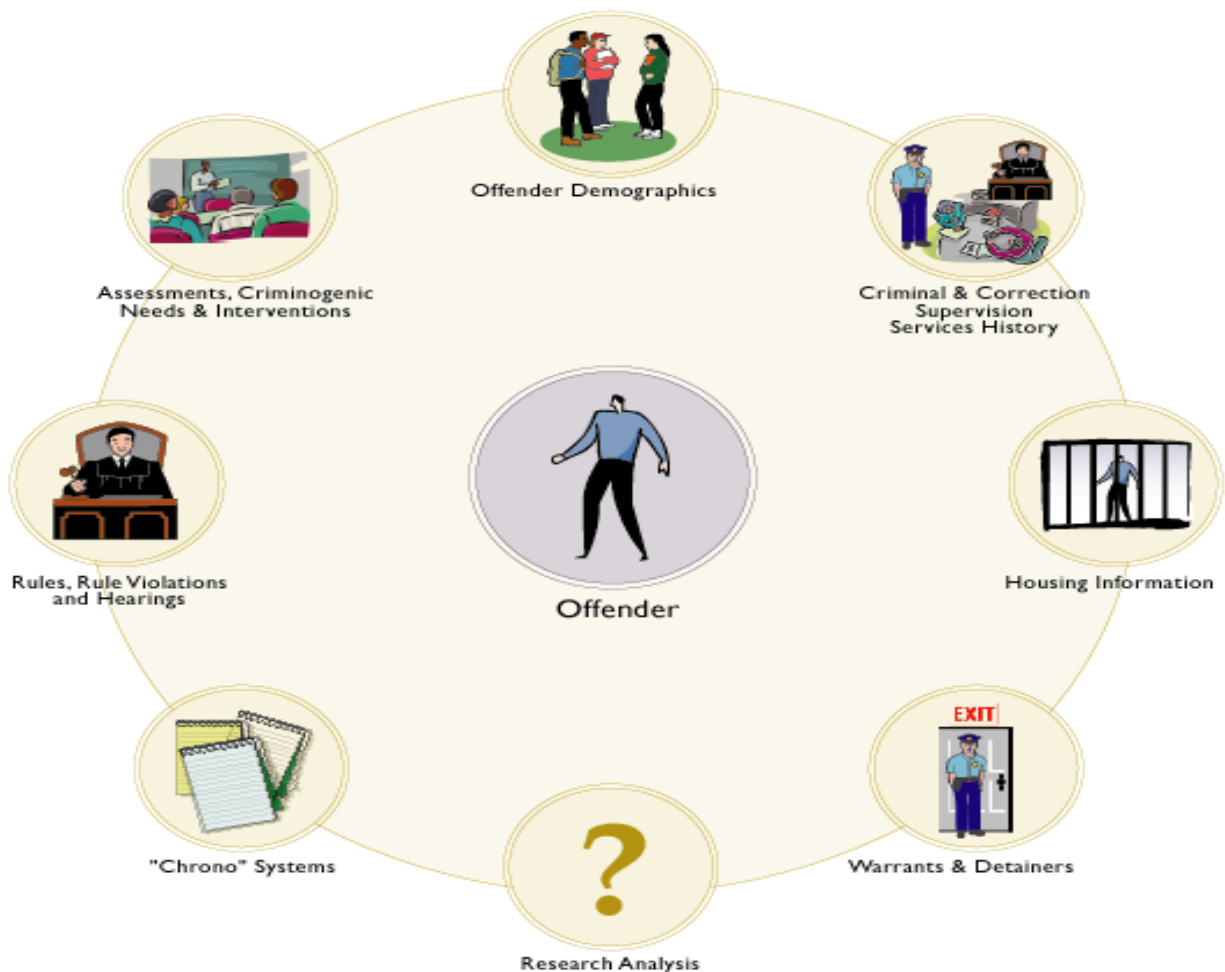 Offender Demographics
Assessments, Criminogenic
Needs & Interventions
Criminal & Correction
Supervision
Services History
Rules, Rule Violations
and Hearings
Offender
Housing Information
EXIT
"Chrono" Systems
Warrants & Detainers
?
Research Analysis